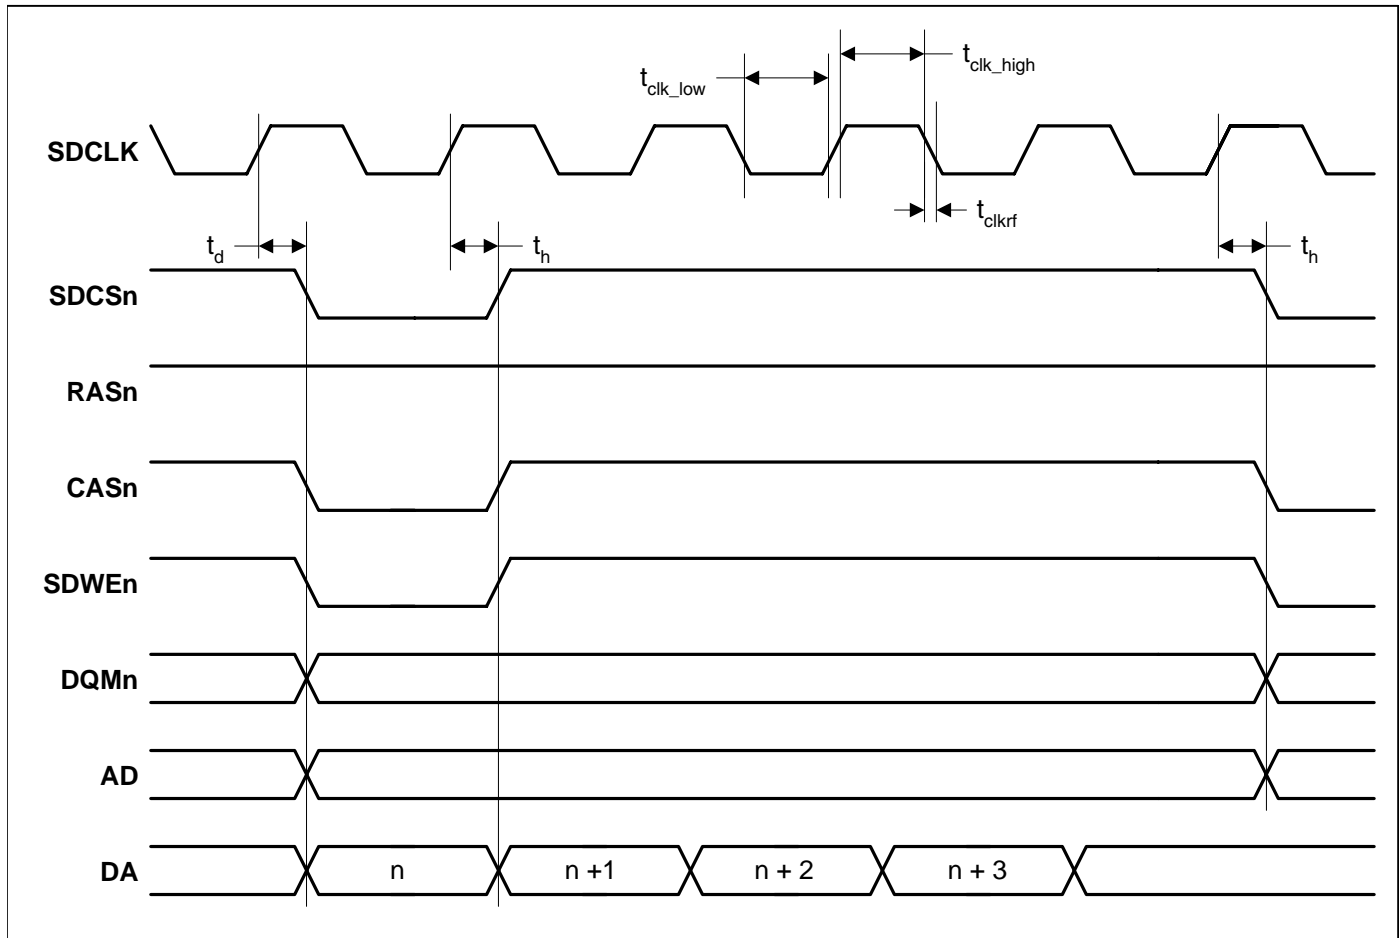 t_clk_low
t_clk_high
SDCLK
t_clkrf
t_d
t_h
t_h
SDCSn
RASn
CASn
SDWEn
DQMn
AD
DA
n
n +1
n + 2
n + 3